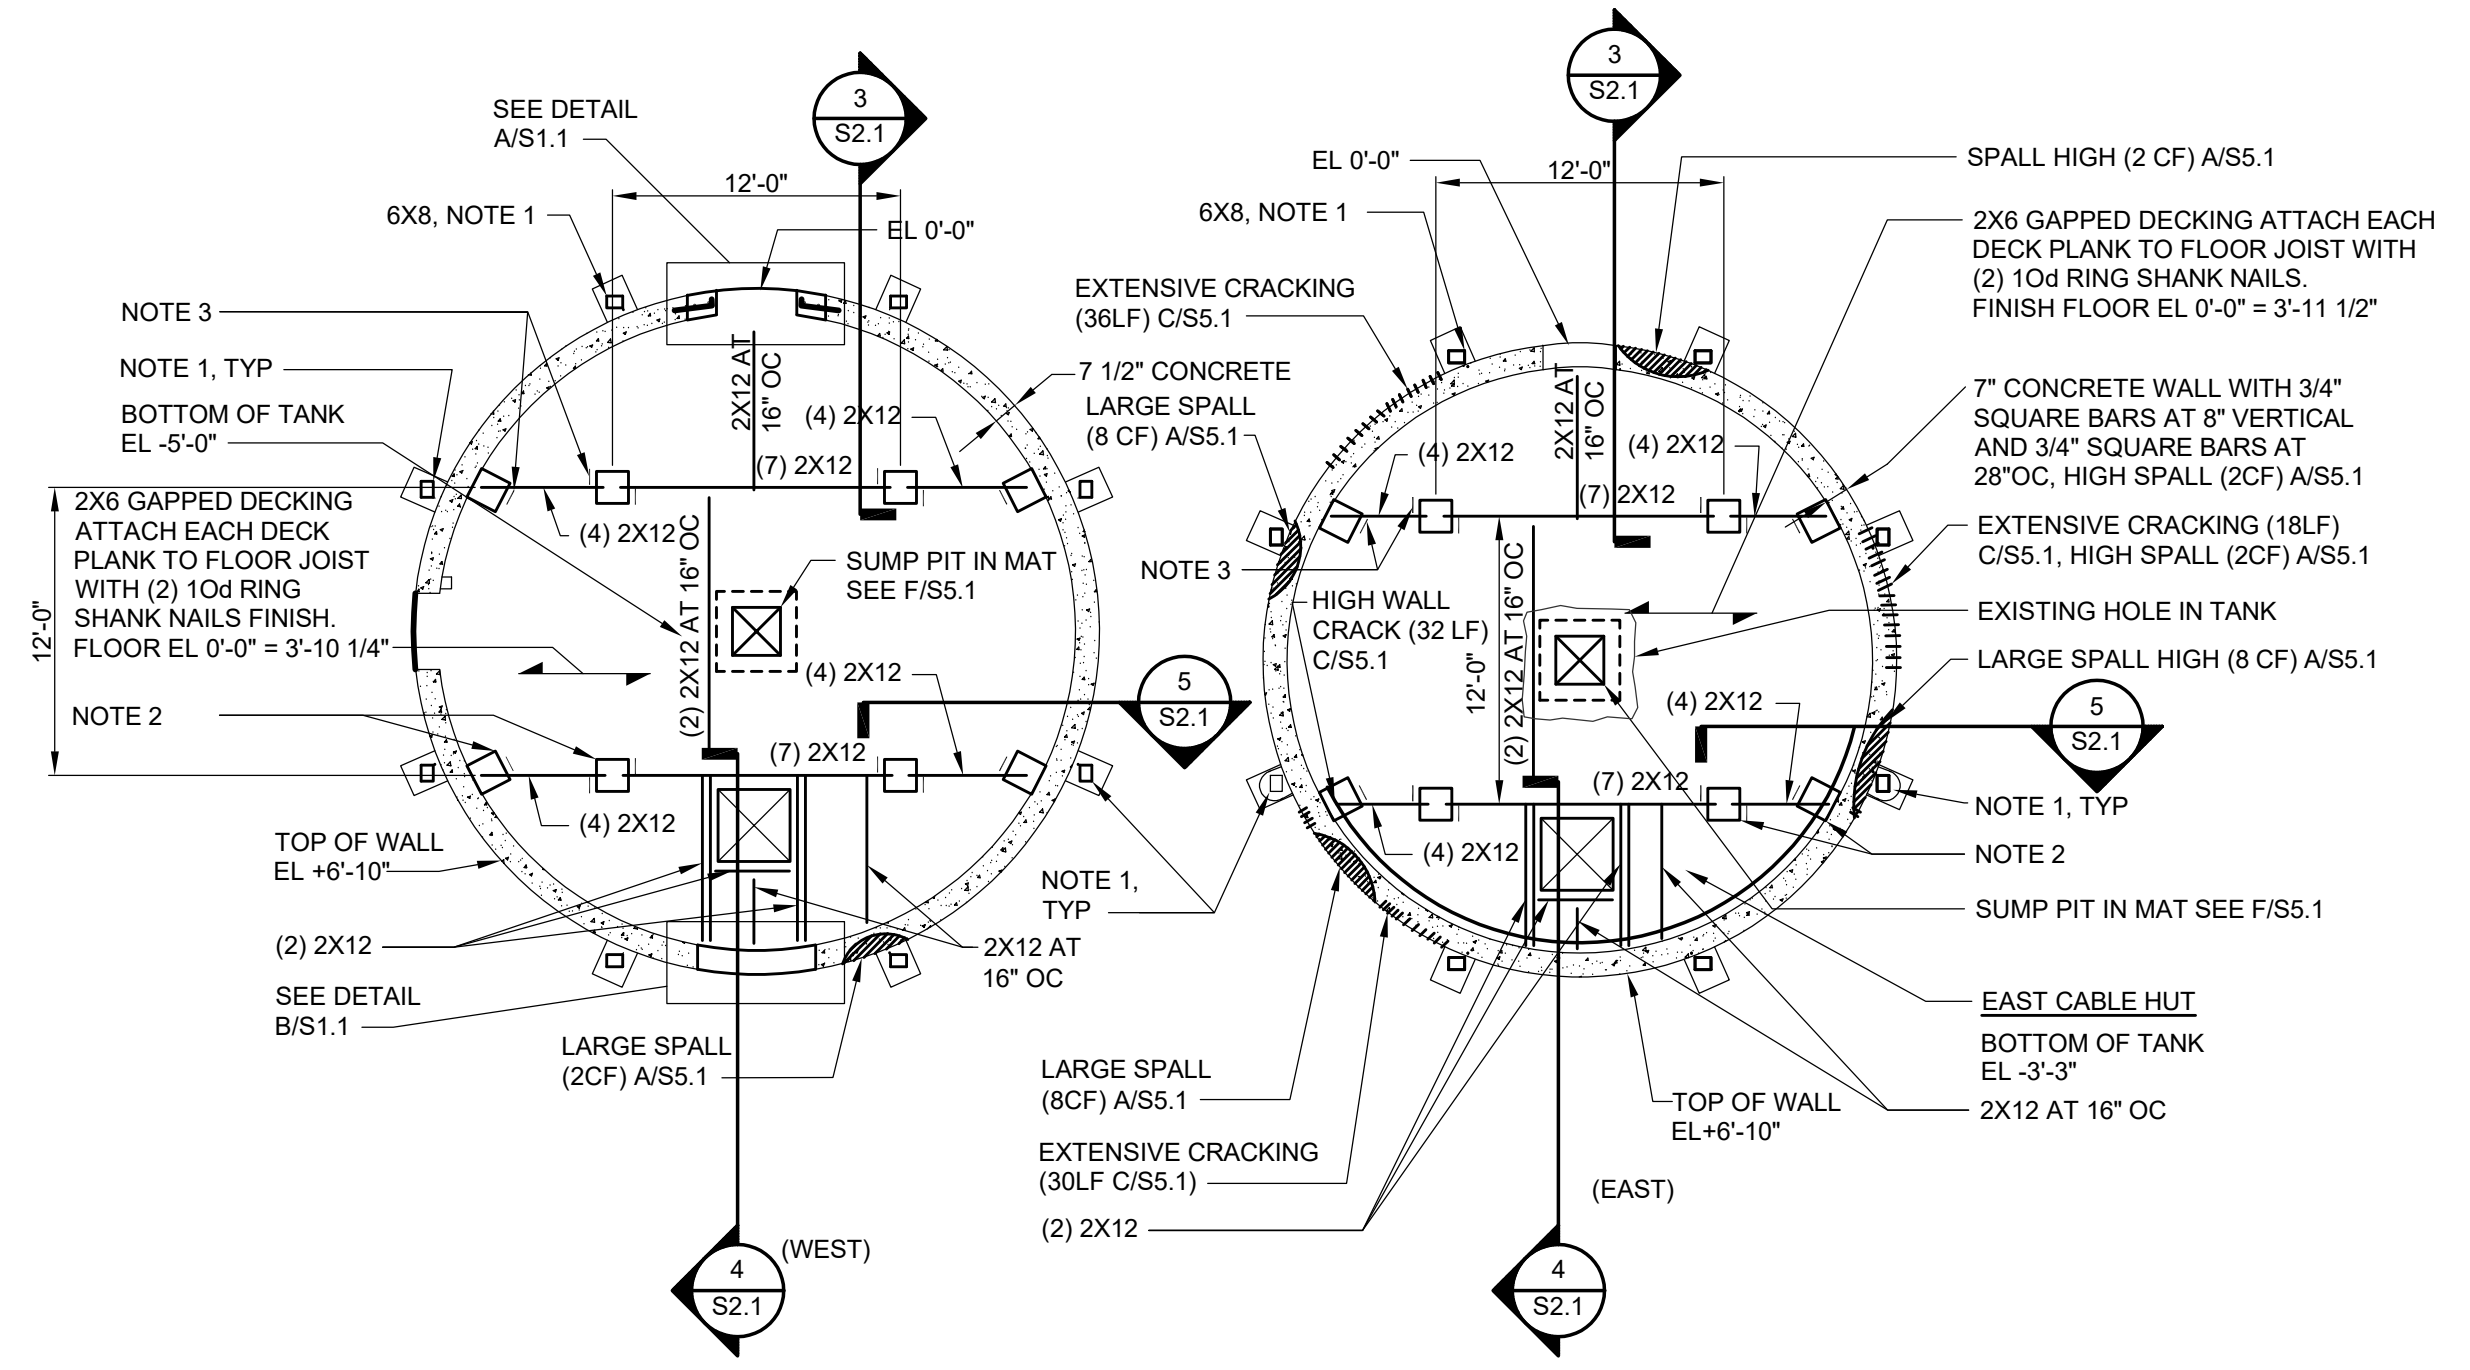 SEE DETAIL
A/S1.1
3
S2.1
12'-0"
6X8, NOTE 1
EL 0'-0"
NOTE 3
NOTE 1, TYP
BOTTOM OF TANK
EL -5'-0"
2X12 AT
16" OC
7 1/2" CONCRETE
(4) 2X12
(7) 2X12
2X6 GAPPED DECKING
ATTACH EACH DECK
PLANK TO FLOOR JOIST
WITH (2) 1Od RING
SHANK NAILS FINISH.
FLOOR EL 0'-0" = 3'-10 1/4"
12'-0"
(4) 2X12
(2) 2X12 AT 16" OC
SUMP PIT IN MAT
SEE F/S5.1
(4) 2X12
5
S2.1
NOTE 2
(7) 2X12
(4) 2X12
TOP OF WALL
EL +6'-10"
NOTE 1,
TYP
(2) 2X12
2X12 AT
16" OC
SEE DETAIL
B/S1.1
LARGE SPALL
(2CF) A/S5.1
(WEST)
4
S2.1
3
S2.1
EL 0'-0"
12'-0"
SPALL HIGH (2 CF) A/S5.1
6X8, NOTE 1
2X6 GAPPED DECKING ATTACH EACH
DECK PLANK TO FLOOR JOIST WITH
(2) 1Od RING SHANK NAILS.
FINISH FLOOR EL 0'-0" = 3'-11 1/2"
EXTENSIVE CRACKING
(36LF) C/S5.1
LARGE SPALL
(8 CF) A/S5.1
2X12 AT
16" OC
7" CONCRETE WALL WITH 3/4"
SQUARE BARS AT 8" VERTICAL
AND 3/4" SQUARE BARS AT
28"OC, HIGH SPALL (2CF) A/S5.1
(4) 2X12
(4) 2X12
(7) 2X12
EXTENSIVE CRACKING (18LF)
C/S5.1, HIGH SPALL (2CF) A/S5.1
NOTE 3
HIGH WALL
CRACK (32 LF)
C/S5.1
12'-0"
(2) 2X12 AT 16" OC
EXISTING HOLE IN TANK
LARGE SPALL HIGH (8 CF) A/S5.1
(4) 2X12
5
S2.1
(7) 2X12
NOTE 1, TYP
(4) 2X12
NOTE 2
SUMP PIT IN MAT SEE F/S5.1
EAST CABLE HUT
BOTTOM OF TANK
EL -3'-3"
2X12 AT 16" OC
LARGE SPALL
(8CF) A/S5.1
TOP OF WALL
EL+6'-10"
EXTENSIVE CRACKING
(30LF C/S5.1)
(2) 2X12
(EAST)
4
S2.1